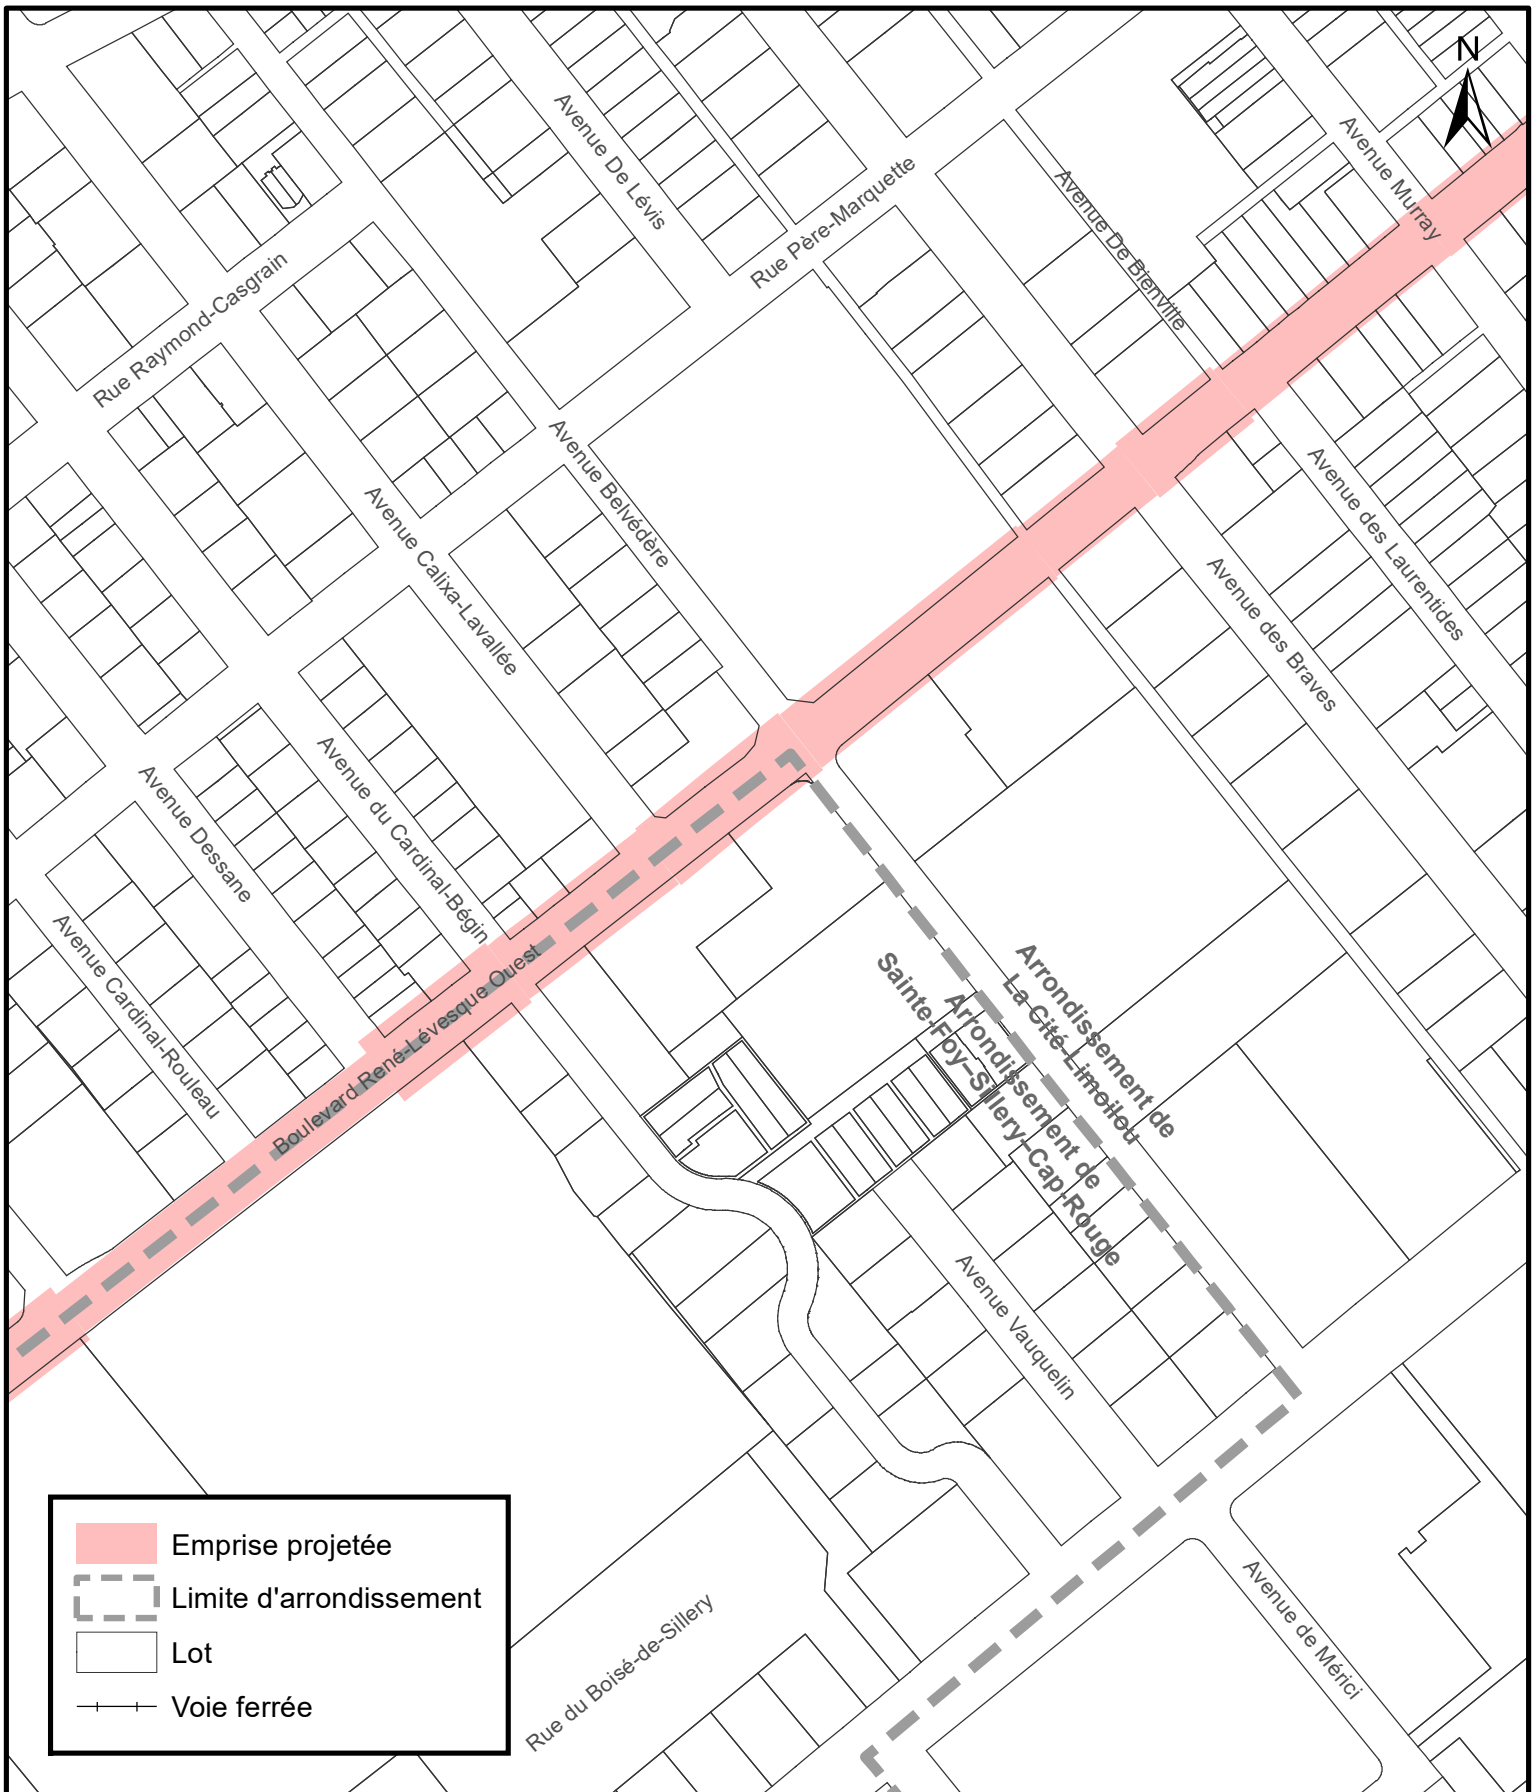 N
Avenue De Lévis
Avenue Murray
Rue Père-Marquette
Avenue De Bienville
Rue Raymond-Casgrain
Avenue Belvédère
Avenue des Laurentides
Avenue Calixa-Lavallée
Avenue des Braves
Avenue du Cardinal-Bégin
Avenue Dessane
Avenue Cardinal-Rouleau
Boulevard René-Lévesque Ouest
Arrondissement de
La Cité-Limoilou
Arrondissement de
Sainte-Foy–Sillery–Cap-Rouge
Avenue Vauquelin
Avenue de Mérici
Rue du Boisé-de-Sillery
Emprise projetée
Limite d'arrondissement
Lot
Voie ferrée